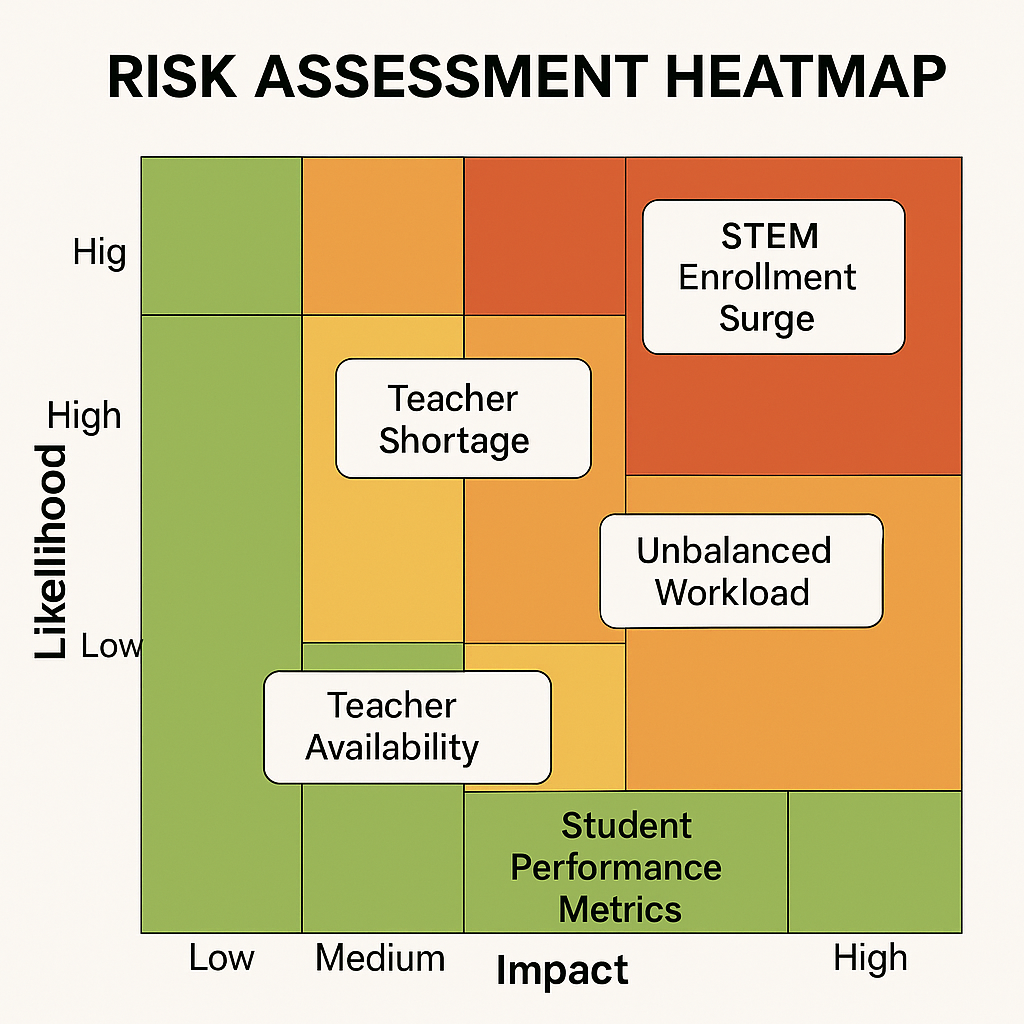 RISK ASSESSMENT HEATMAP
Hig
STEM
Enrollment
Surge
High
Teacher
Shortage
Likellihood
Unbalanced
Workload
Low
Teacher
Availability
Student
Performance
Metrics
Low
Medium
Impact
High